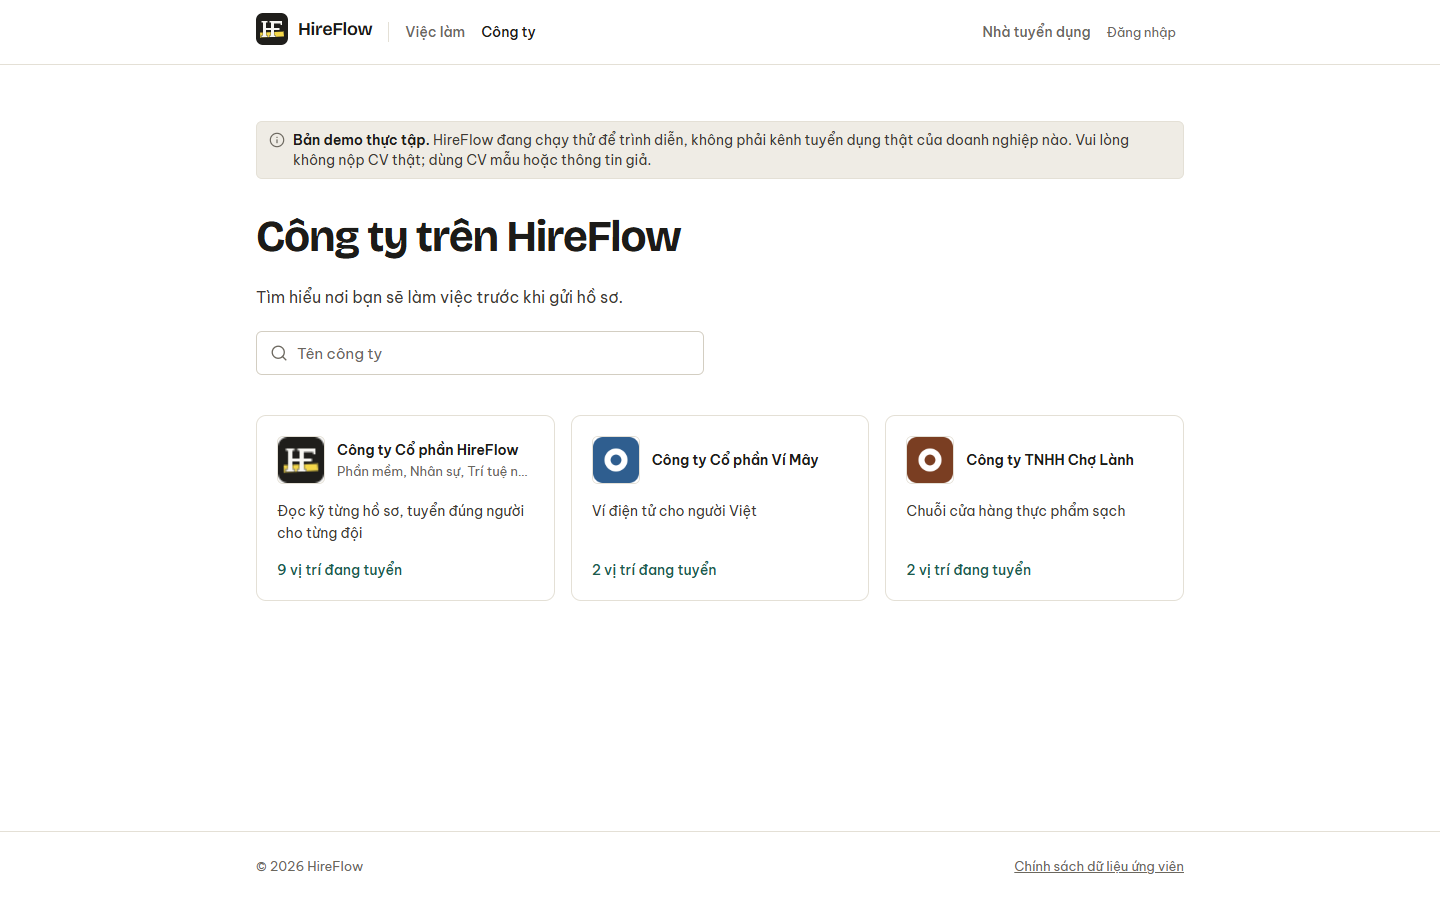 HF HireFlow
Việc làm
Công ty
Nhà tuyển dụng
Đăng nhập
Bản demo thực tập. HireFlow đang chạy thử để trình diễn, không phải kênh tuyển dụng thật của doanh nghiệp nào. Vui lòng
không nộp CV thật; dùng CV mẫu hoặc thông tin giả.
Công ty trên HireFlow
Tìm hiểu nơi bạn sẽ làm việc trước khi gửi hồ sơ.
Tên công ty
HF
Công ty Cổ phần HireFlow
Phần mềm, Nhân sự, Trí tuệ n...
Đọc kỹ từng hồ sơ, tuyển đúng người
cho từng đội
9 vị trí đang tuyển
Công ty Cổ phần Ví Mây
Ví điện tử cho người Việt
2 vị trí đang tuyển
Công ty TNHH Chợ Lành
Chuỗi cửa hàng thực phẩm sạch
2 vị trí đang tuyển
© 2026 HireFlow
Chính sách dữ liệu ứng viên